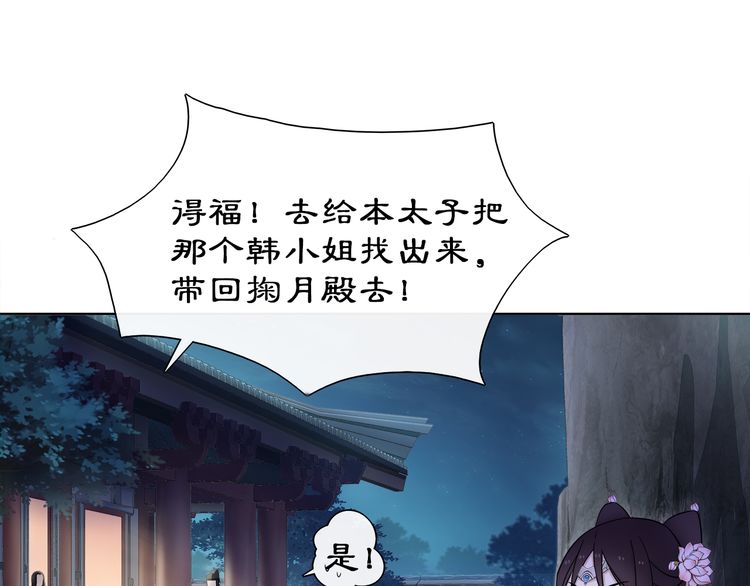 得福！去给本太子把
那个韩小姐找出来，
带回掬月殿去！
是！